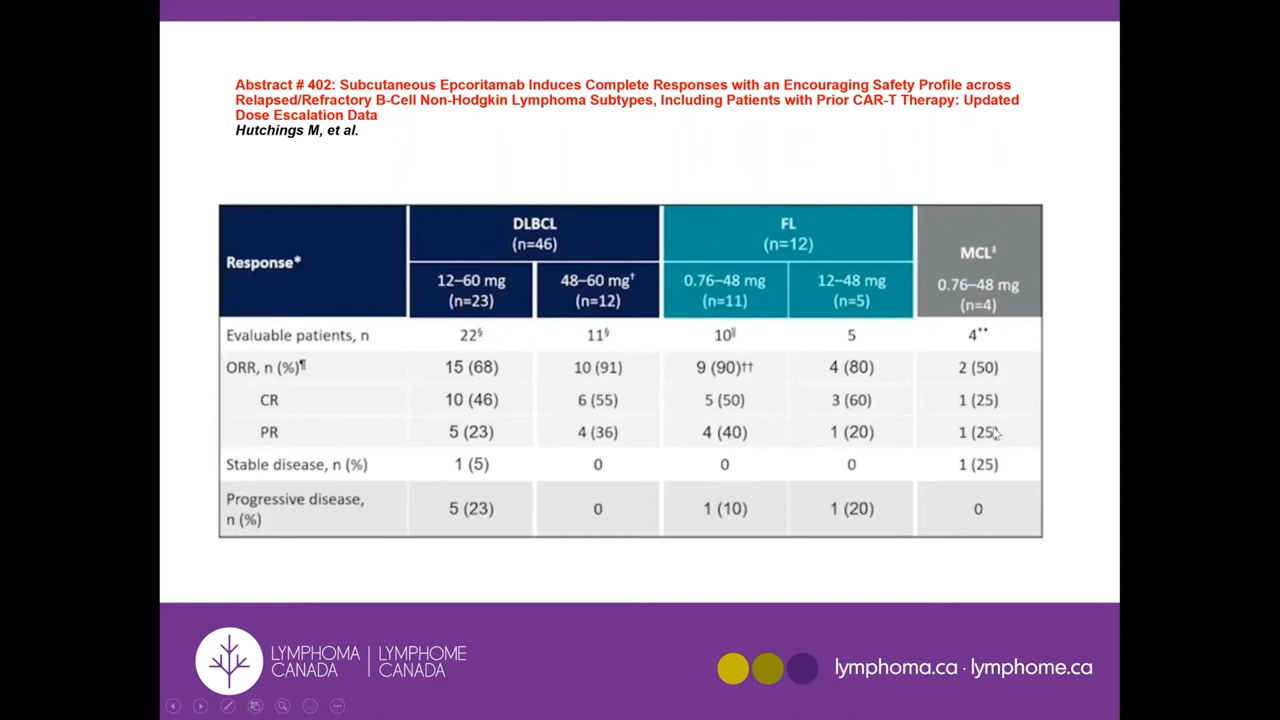 Abstract # 402: Subcutaneous Epcoritamab Induces Complete Responses with an Encouraging Safety Profile across
Relapsed/Refractory B-Cell Non-Hodgkin Lymphoma Subtypes, Including Patients with Prior CAR-T Therapy: Updated
Dose Escalation Data
Hutchings M, et al.
Response* DLBCL (n=46) FL (n=12) MCL‡
12–60 mg (n=23) 48–60 mg† (n=12) 0.76–48 mg (n=11) 12–48 mg (n=5) 0.76–48 mg (n=4)
Evaluable patients, n 22§ 11§ 10‖ 5 4**
ORR, n (%)¶ 15 (68) 10 (91) 9 (90)†† 4 (80) 2 (50)
CR 10 (46) 6 (55) 5 (50) 3 (60) 1 (25)
PR 5 (23) 4 (36) 4 (40) 1 (20) 1 (25)
Stable disease, n (%) 1 (5) 0 0 0 1 (25)
Progressive disease, n (%) 5 (23) 0 1 (10) 1 (20) 0
LYMPHOMA CANADA | LYMPHOME CANADA
lymphoma.ca · lymphome.ca